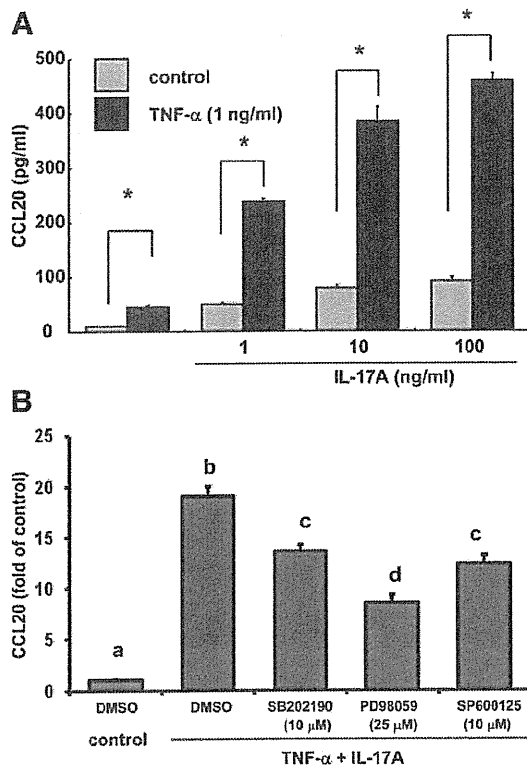 A
CCL20 (pg/ml)
500
400
300
200
100
0
control
TNF-α (1 ng/ml)
*
*
*
*
1 10 100
IL-17A (ng/ml)
B
CCL20 (fold of control)
25
20
15
10
5
0
a
b
c
d
c
DMSO DMSO SB202190 PD98059 SP600125
(10 μM) (25 μM) (10 μM)
control
TNF-α + IL-17A